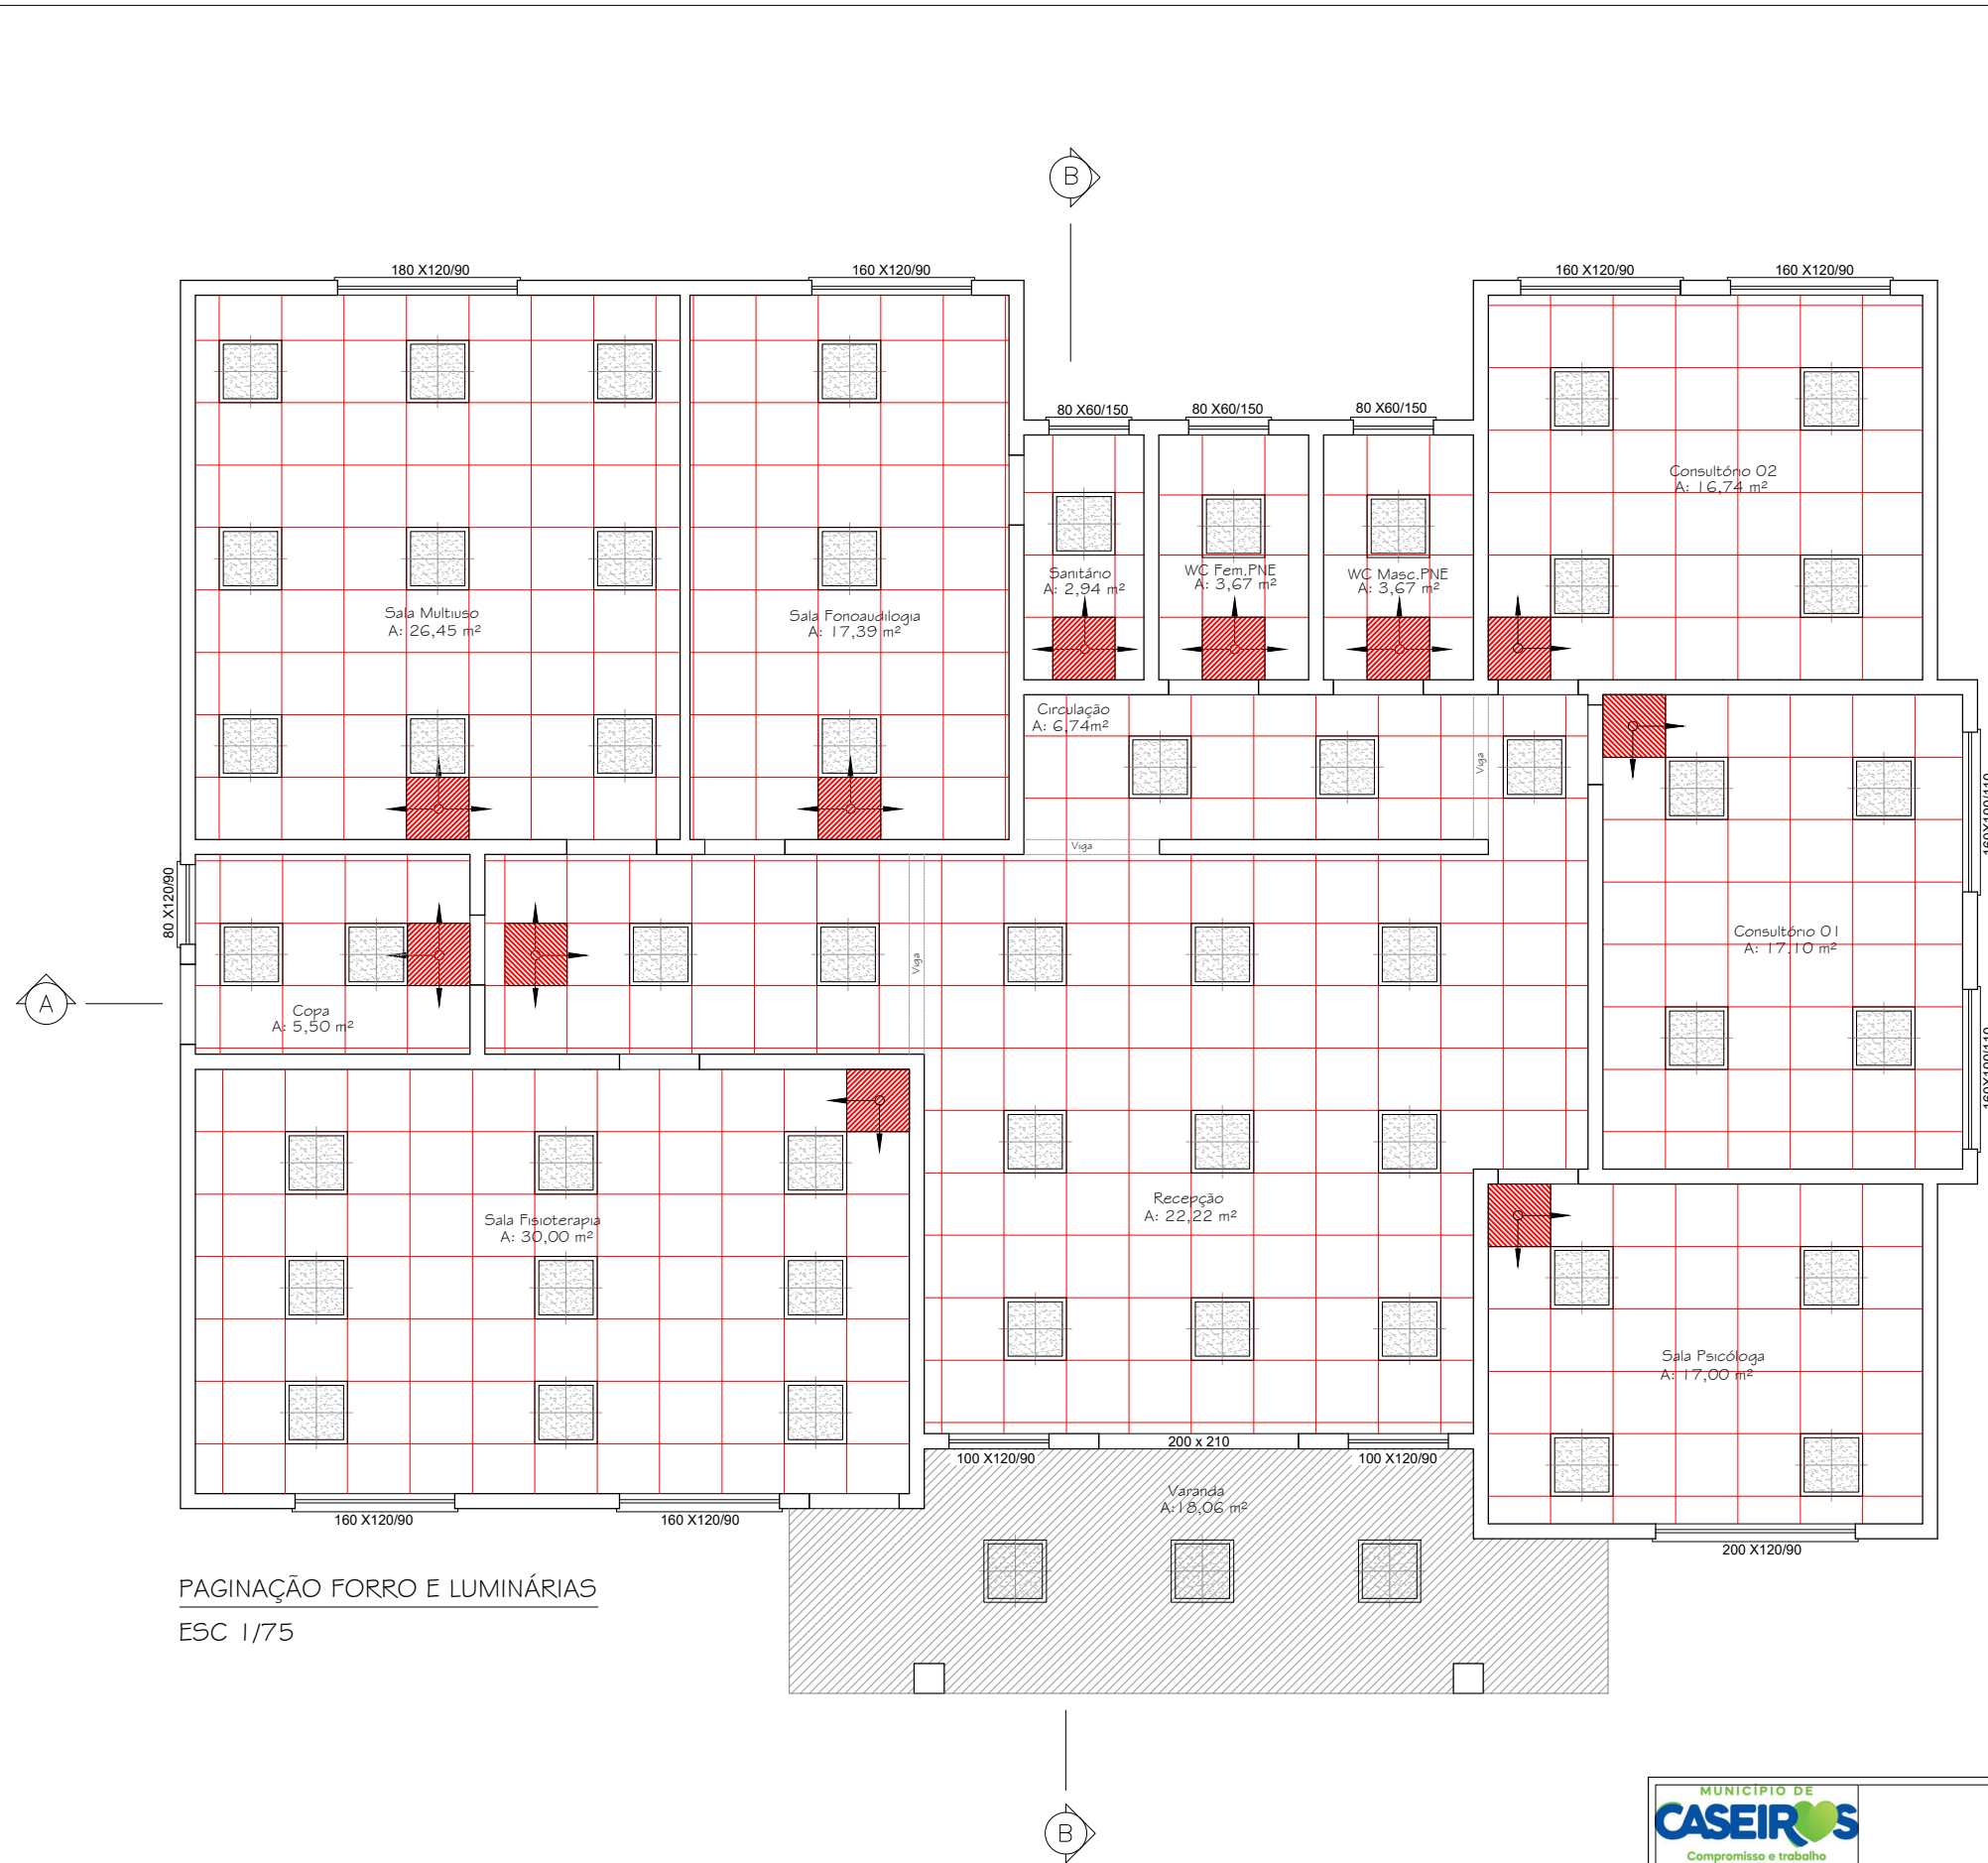 B
180 X120/90
160 X120/90
160 X120/90
160 X120/90
80 X60/150
80 X60/150
80 X60/150
Consultório 02
A: 16,74 m²
Sanitário
A: 2,94 m²
WC Fem.PNE
A: 3,67 m²
WC Masc.PNE
A: 3,67 m²
Sala Multiuso
A: 26,45 m²
Sala Fonoaudilogia
A: 17,39 m²
Circulação
A: 6,74m²
Viga
Viga
160X100/110
80 X120/90
Viga
Consultório 01
A: 17.10 m²
A
Copa
A: 5,50 m²
160X100/110
Sala Fisioterapia
A: 30,00 m²
Recepção
A: 22,22 m²
Sala Psicóloga
A: 17,00 m²
200 x 210
100 X120/90
100 X120/90
Varanda
A:18,06 m²
160 X120/90
160 X120/90
200 X120/90
PAGINAÇÃO FORRO E LUMINÁRIAS
ESC 1/75
B
MUNICÍPIO DE
CASEIROS
Compromisso e trabalho